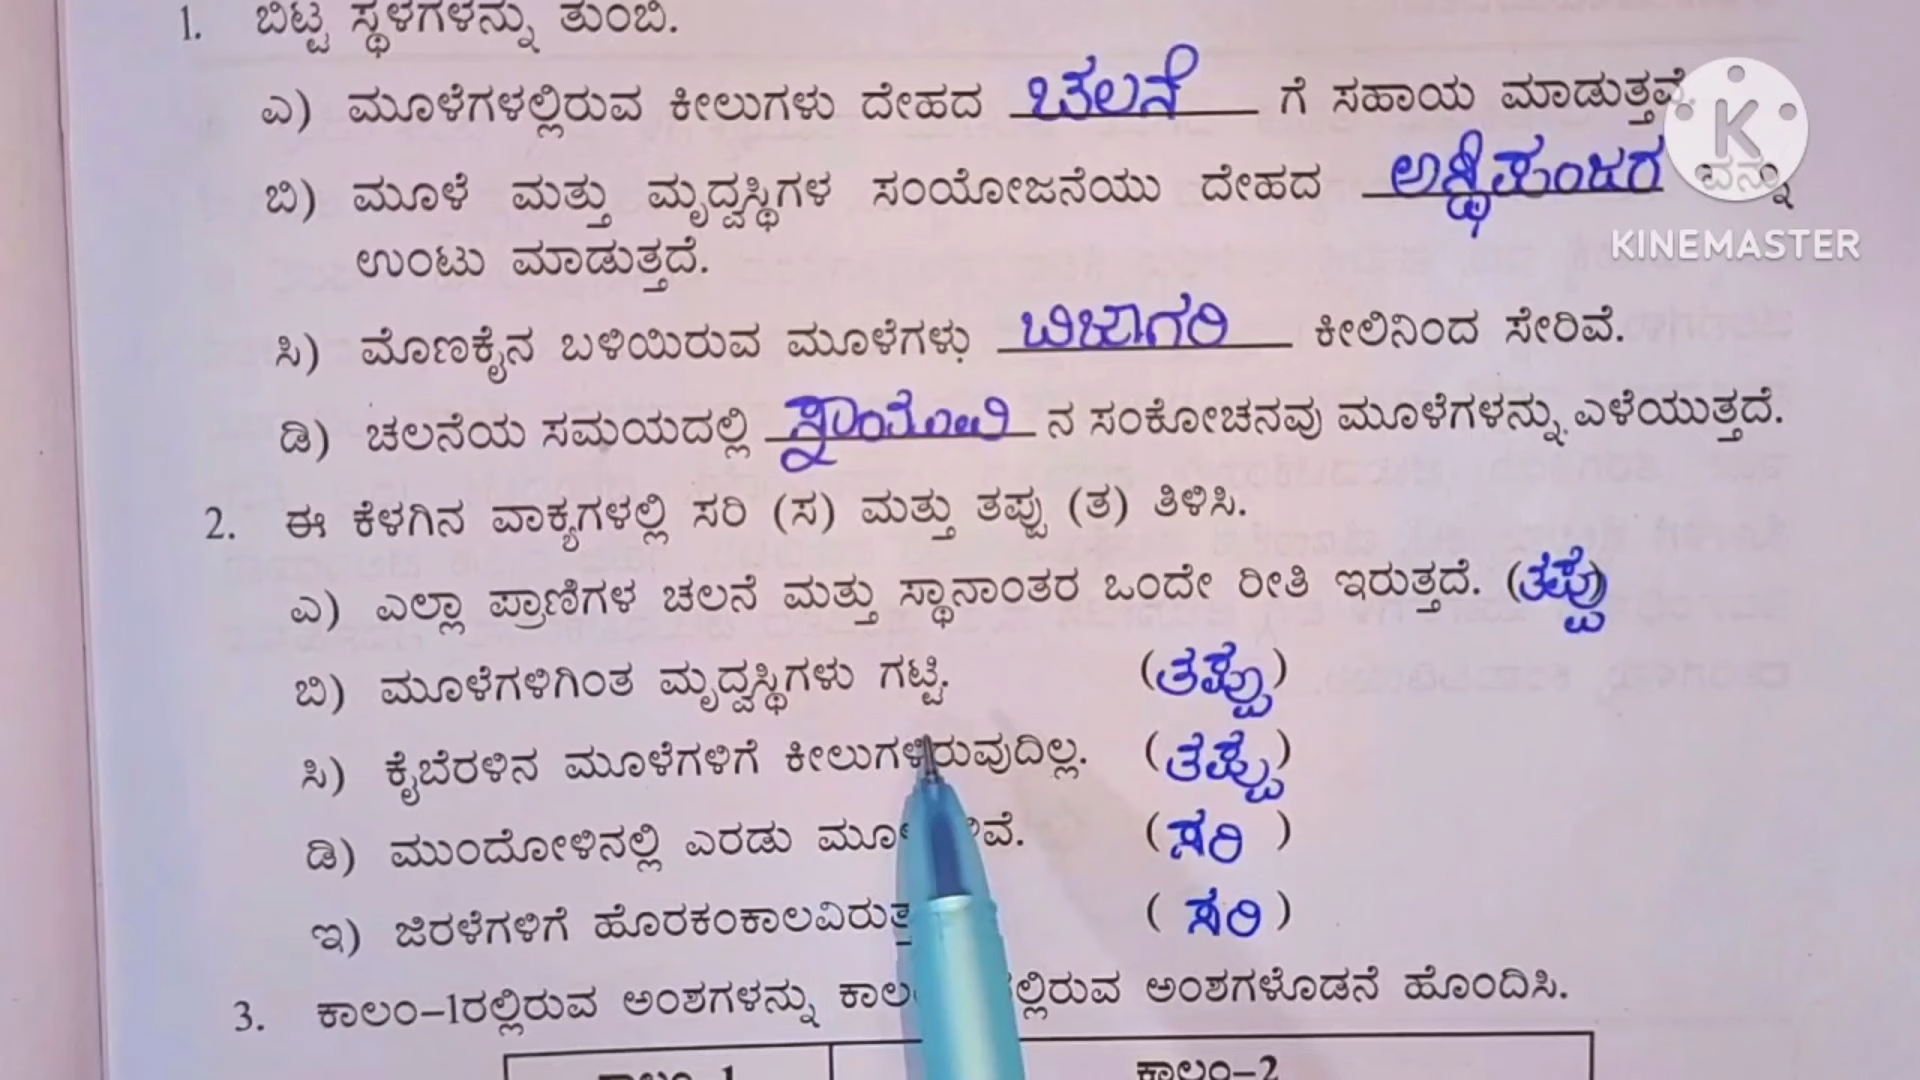 1. ಬಿಟ್ಟ ಸ್ಥಳಗಳನ್ನು ತುಂಬಿ.
ಎ) ಮೂಳೆಗಳಲ್ಲಿರುವ ಕೀಲುಗಳು ದೇಹದ ಚಲನೆ ಗೆ ಸಹಾಯ ಮಾಡುತ್ತವೆ.
ಬಿ) ಮೂಳೆ ಮತ್ತು ಮೃದ್ವಸ್ಥಿಗಳ ಸಂಯೋಜನೆಯು ದೇಹದ ಅಸ್ಥಿಪಂಜರ ವನ್ನು
ಉಂಟು ಮಾಡುತ್ತದೆ.
K
KINEMASTER
ಸಿ) ಮೊಣಕೈನ ಬಳಿಯಿರುವ ಮೂಳೆಗಳು ಬಿಜಾಗರಿ ಕೀಲಿನಿಂದ ಸೇರಿವೆ.
ಡಿ) ಚಲನೆಯ ಸಮಯದಲ್ಲಿ ಸ್ನಾಯುವಿ ನ ಸಂಕೋಚನವು ಮೂಳೆಗಳನ್ನು ಎಳೆಯುತ್ತದೆ.
2. ಈ ಕೆಳಗಿನ ವಾಕ್ಯಗಳಲ್ಲಿ ಸರಿ (ಸ) ಮತ್ತು ತಪ್ಪು (ತ) ತಿಳಿಸಿ.
ಎ) ಎಲ್ಲಾ ಪ್ರಾಣಿಗಳ ಚಲನೆ ಮತ್ತು ಸ್ಥಾನಾಂತರ ಒಂದೇ ರೀತಿ ಇರುತ್ತದೆ. (ತಪ್ಪು)
ಬಿ) ಮೂಳೆಗಳಿಗಿಂತ ಮೃದ್ವಸ್ಥಿಗಳು ಗಟ್ಟಿ. (ತಪ್ಪು)
ಸಿ) ಕೈಬೆರಳಿನ ಮೂಳೆಗಳಿಗೆ ಕೀಲುಗಳಿರುವುದಿಲ್ಲ. (ತಪ್ಪು)
ಡಿ) ಮುಂದೋಳಿನಲ್ಲಿ ಎರಡು (ಸರಿ)
ಇ) ಜಿರಳೆಗಳಿಗೆ (ಸರಿ)
3. ಕಾಲಂ-1ರಲ್ಲಿರುವ ಅಂಶಗಳನ್ನು ಅಂಶಗಳೊಡನೆ ಹೊಂದಿಸಿ.
ಕಾಲಂ-1 ಕಾಲಂ-2